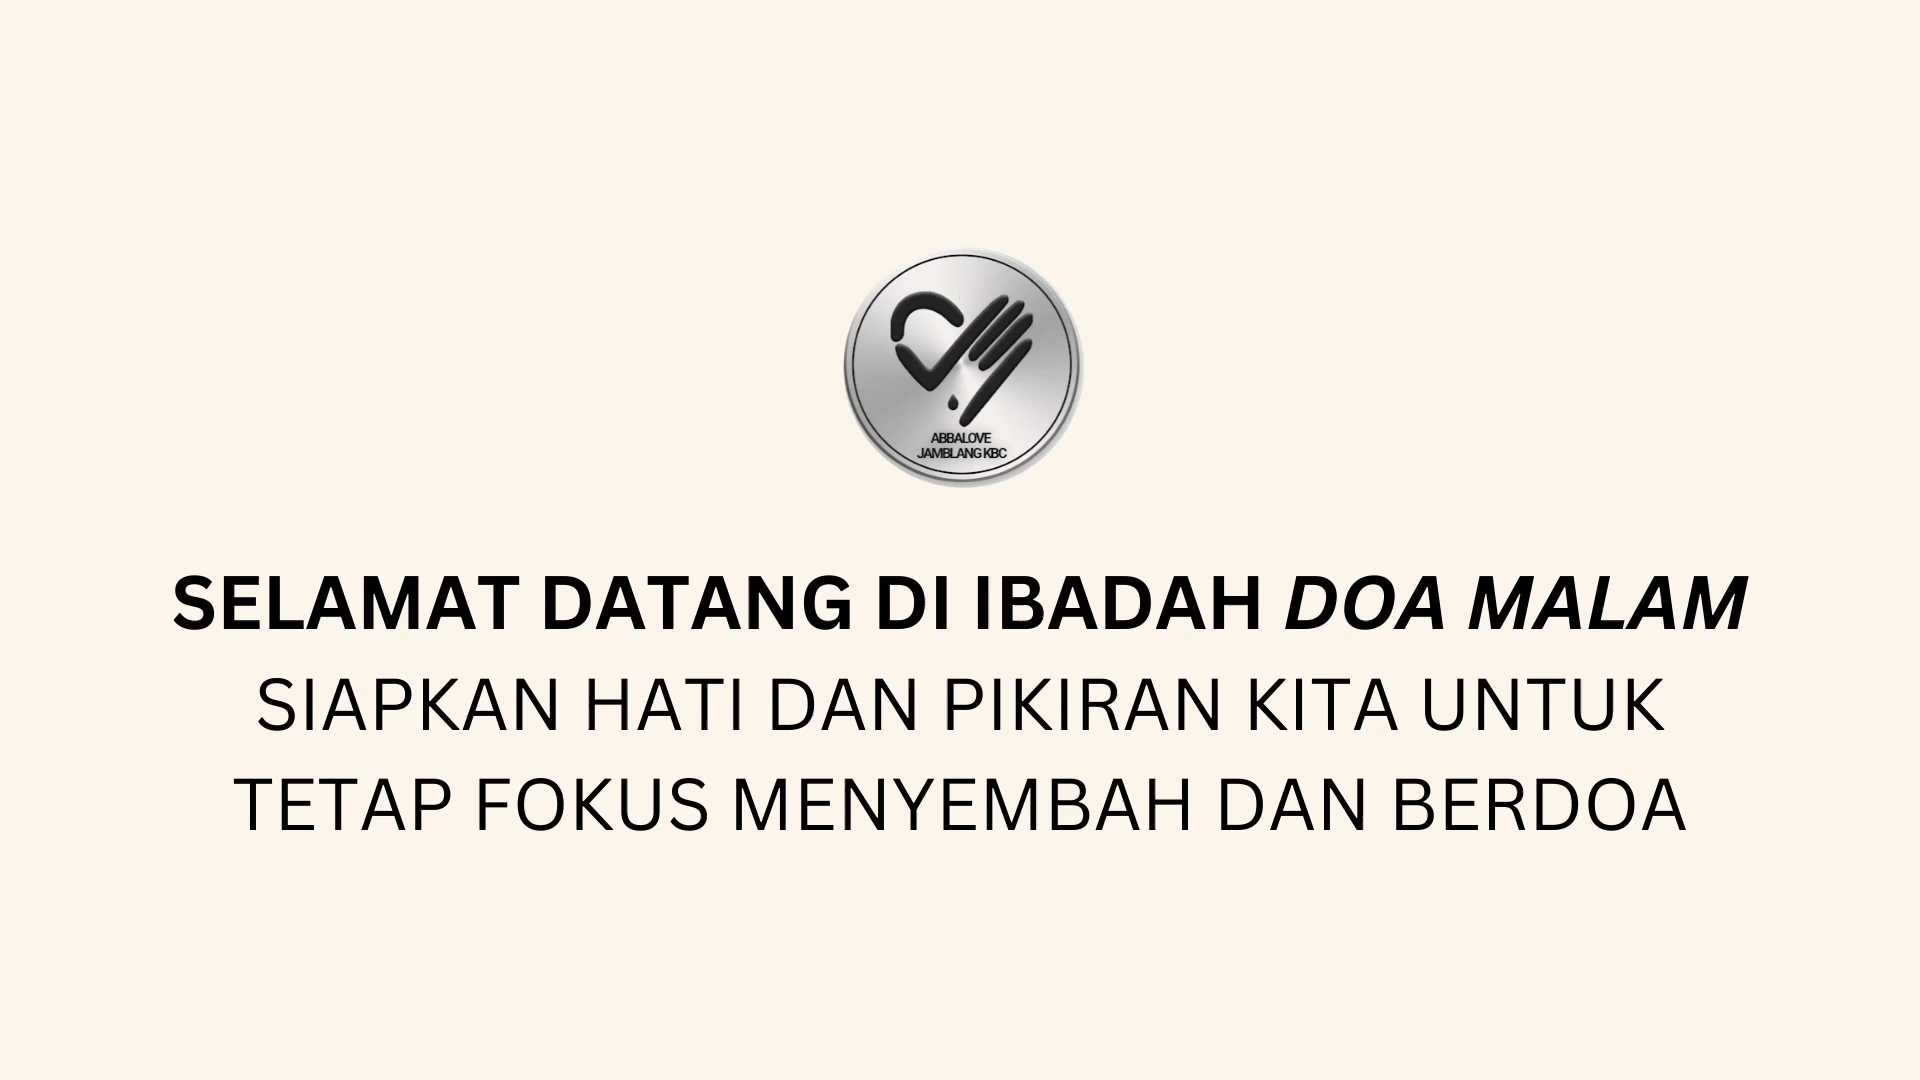 ABBALOVE
JAMBLANG KBC
SELAMAT DATANG DI IBADAH DOA MALAM
SIAPKAN HATI DAN PIKIRAN KITA UNTUK
TETAP FOKUS MENYEMBAH DAN BERDOA